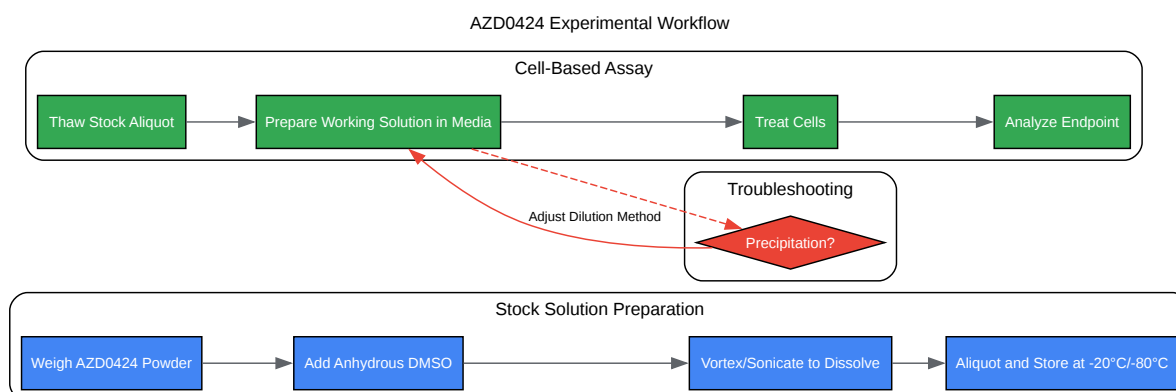 AZD0424 Experimental Workflow
Cell-Based Assay
Thaw Stock Aliquot
Prepare Working Solution in Media
Treat Cells
Analyze Endpoint
Troubleshooting
Adjust Dilution Method
Precipitation?
Stock Solution Preparation
Weigh AZD0424 Powder
Add Anhydrous DMSO
Vortex/Sonicate to Dissolve
Aliquot and Store at -20°C/-80°C